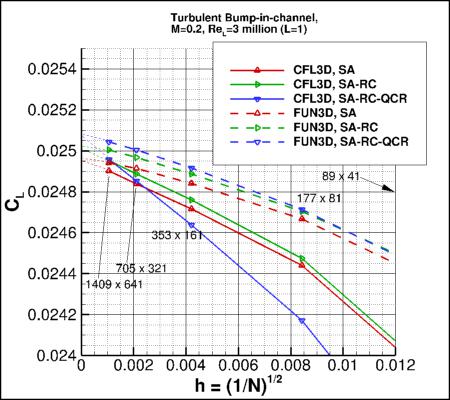 Turbulent Bump-in-channel,
M=0.2, Re_L=3 million (L=1)
CFL3D, SA
CFL3D, SA-RC
CFL3D, SA-RC-QCR
FUN3D, SA
FUN3D, SA-RC
FUN3D, SA-RC-QCR
0.0254
0.0252
0.025
0.0248
0.0246
0.0244
0.0242
0.024
C_L
89 x 41
177 x 81
353 x 161
705 x 321
1409 x 641
0 0.002 0.004 0.006 0.008 0.01 0.012
h = (1/N)^1/2